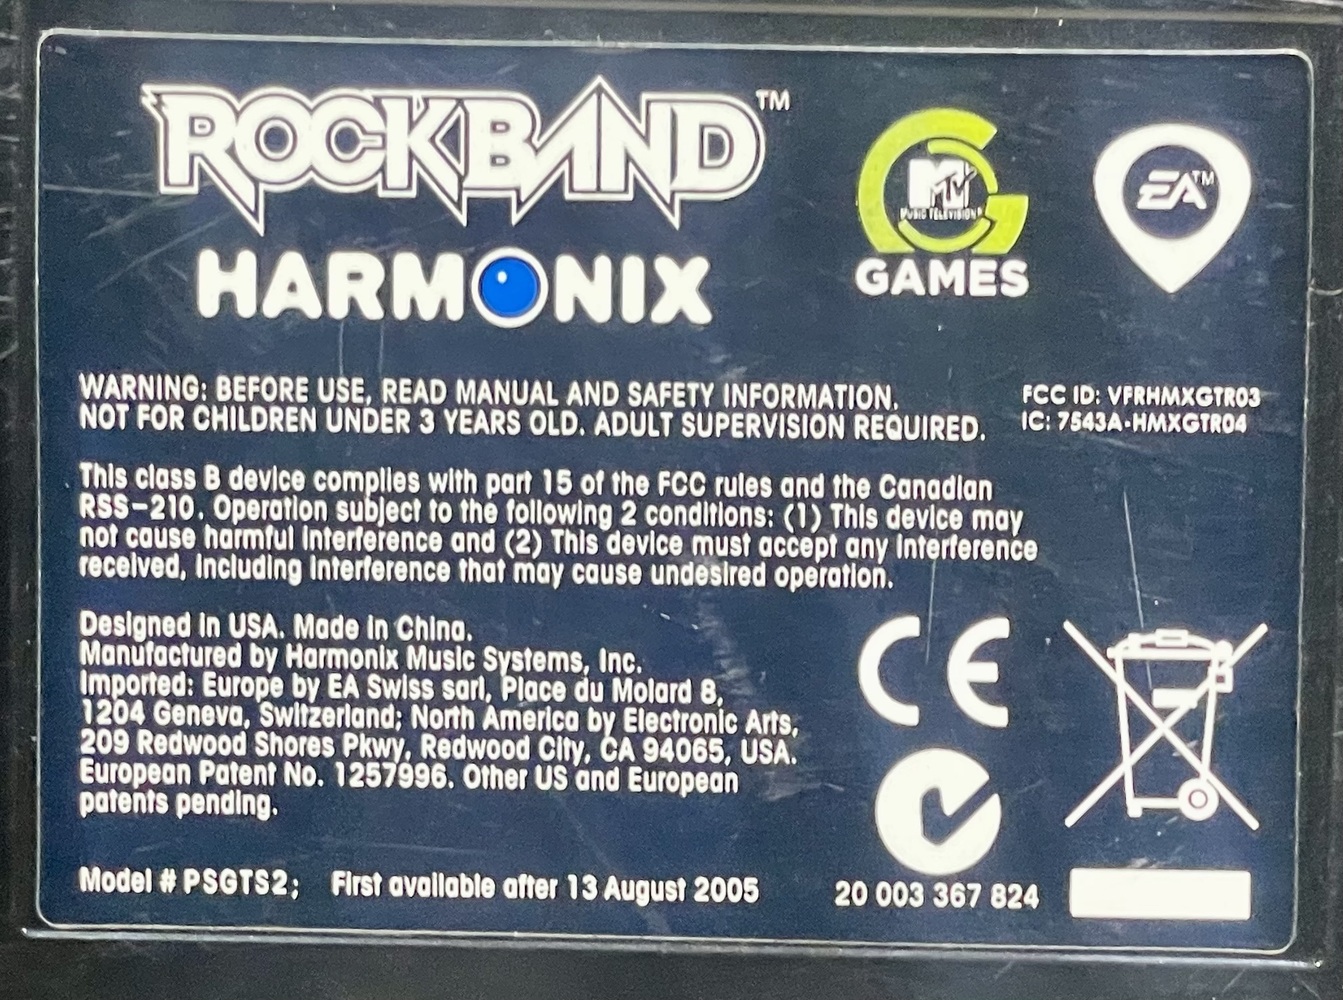 ROCKBAND™
HARMONIX
MTV
MUSIC TELEVISION®
GAMES
EA™
WARNING: BEFORE USE, READ MANUAL AND SAFETY INFORMATION.
NOT FOR CHILDREN UNDER 3 YEARS OLD. ADULT SUPERVISION REQUIRED.
FCC ID: VFRHMXGTR03
IC: 7543A-HMXGTR04
This class B device complies with part 15 of the FCC rules and the Canadian
RSS-210. Operation subject to the following 2 conditions: (1) This device may
not cause harmful interference and (2) This device must accept any interference
received, including interference that may cause undesired operation.
Designed in USA. Made in China.
Manufactured by Harmonix Music Systems, Inc.
Imported: Europe by EA Swiss sarl, Place du Molard 8,
1204 Geneva, Switzerland; North America by Electronic Arts,
209 Redwood Shores Pkwy, Redwood City, CA 94065, USA.
European Patent No. 1257996. Other US and European
patents pending.
CE
Model # PSGTS2; First available after 13 August 2005
20 003 367 824